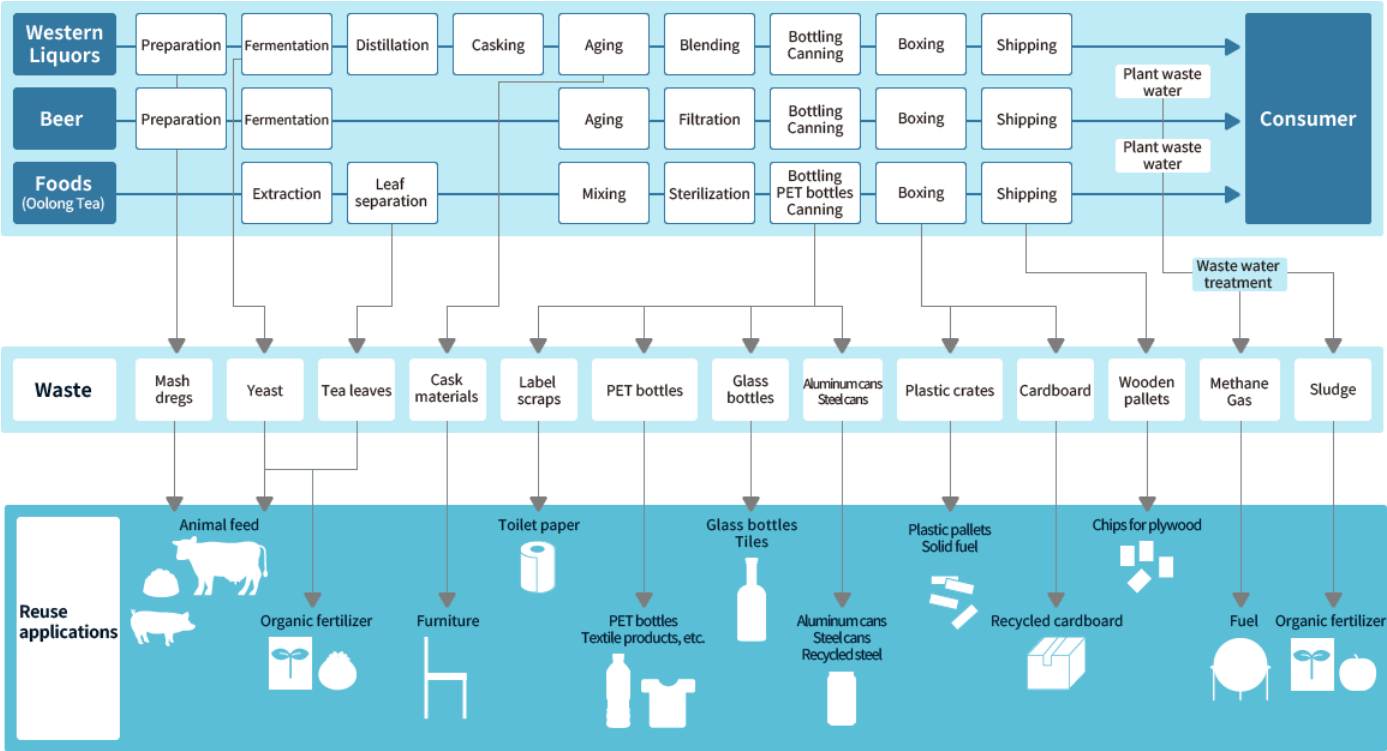 Western
Liquors
Preparation
Fermentation
Distillation
Casking
Aging
Blending
Bottling
Canning
Boxing
Shipping
Plant waste
water
Beer
Preparation
Fermentation
Aging
Filtration
Bottling
Canning
Boxing
Shipping
Consumer
Plant waste
water
Foods
(Oolong Tea)
Extraction
Leaf
separation
Mixing
Sterilization
Bottling
PET bottles
Canning
Boxing
Shipping
Waste water
treatment
Waste
Mash
dregs
Yeast
Tea leaves
Cask
materials
Label
scraps
PET bottles
Glass
bottles
Aluminum cans
Steel cans
Plastic crates
Cardboard
Wooden
pallets
Methane
Gas
Sludge
Reuse
applications
Animal feed
Organic fertilizer
Furniture
Toilet paper
PET bottles
Textile products, etc.
Glass bottles
Tiles
Aluminum cans
Steel cans
Recycled steel
Plastic pallets
Solid fuel
Recycled cardboard
Chips for plywood
Fuel
Organic fertilizer